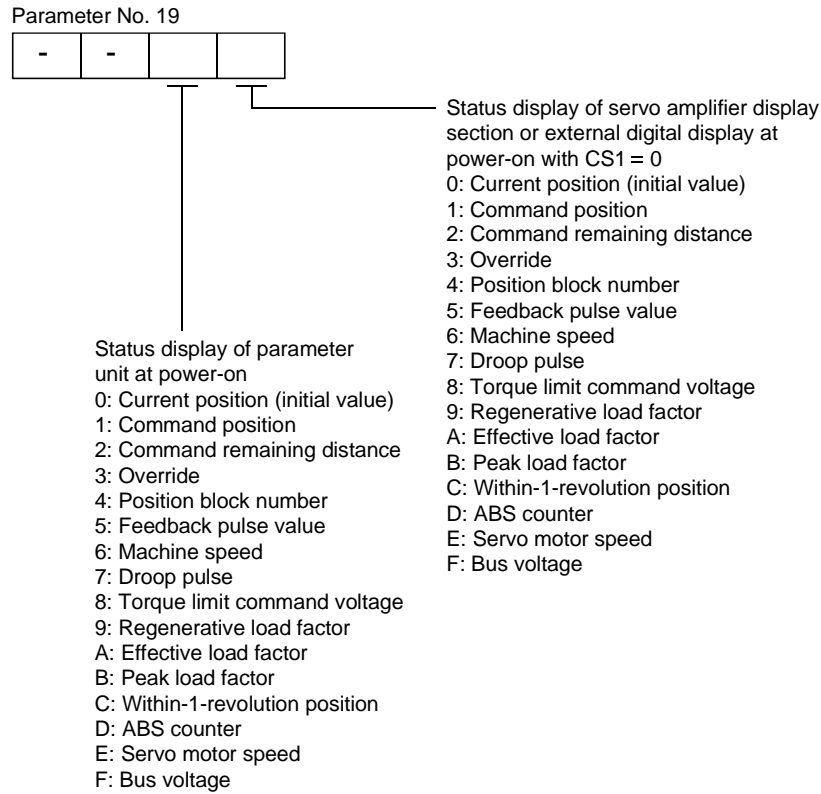 Parameter No. 19
- -
Status display of servo amplifier display
section or external digital display at
power-on with CS1 = 0
0: Current position (initial value)
1: Command position
2: Command remaining distance
3: Override
4: Position block number
5: Feedback pulse value
6: Machine speed
7: Droop pulse
8: Torque limit command voltage
9: Regenerative load factor
A: Effective load factor
B: Peak load factor
C: Within-1-revolution position
D: ABS counter
E: Servo motor speed
F: Bus voltage
Status display of parameter
unit at power-on
0: Current position (initial value)
1: Command position
2: Command remaining distance
3: Override
4: Position block number
5: Feedback pulse value
6: Machine speed
7: Droop pulse
8: Torque limit command voltage
9: Regenerative load factor
A: Effective load factor
B: Peak load factor
C: Within-1-revolution position
D: ABS counter
E: Servo motor speed
F: Bus voltage